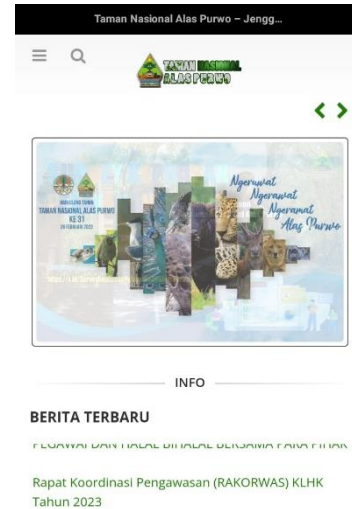 Taman Nasional Alas Purwo – Jengg...
TAMAN NASIONAL
ALAS PURWO
TAMAN NASIONAL ALAS PURWO
KE 31
Ngeruwat
Ngerawat
Ngeramat
Alas Purwo
INFO
BERITA TERBARU
PEGAWAI DAN HALAL BIHALAL BERSAMA PARA PIHAK
Rapat Koordinasi Pengawasan (RAKORWAS) KLHK
Tahun 2023